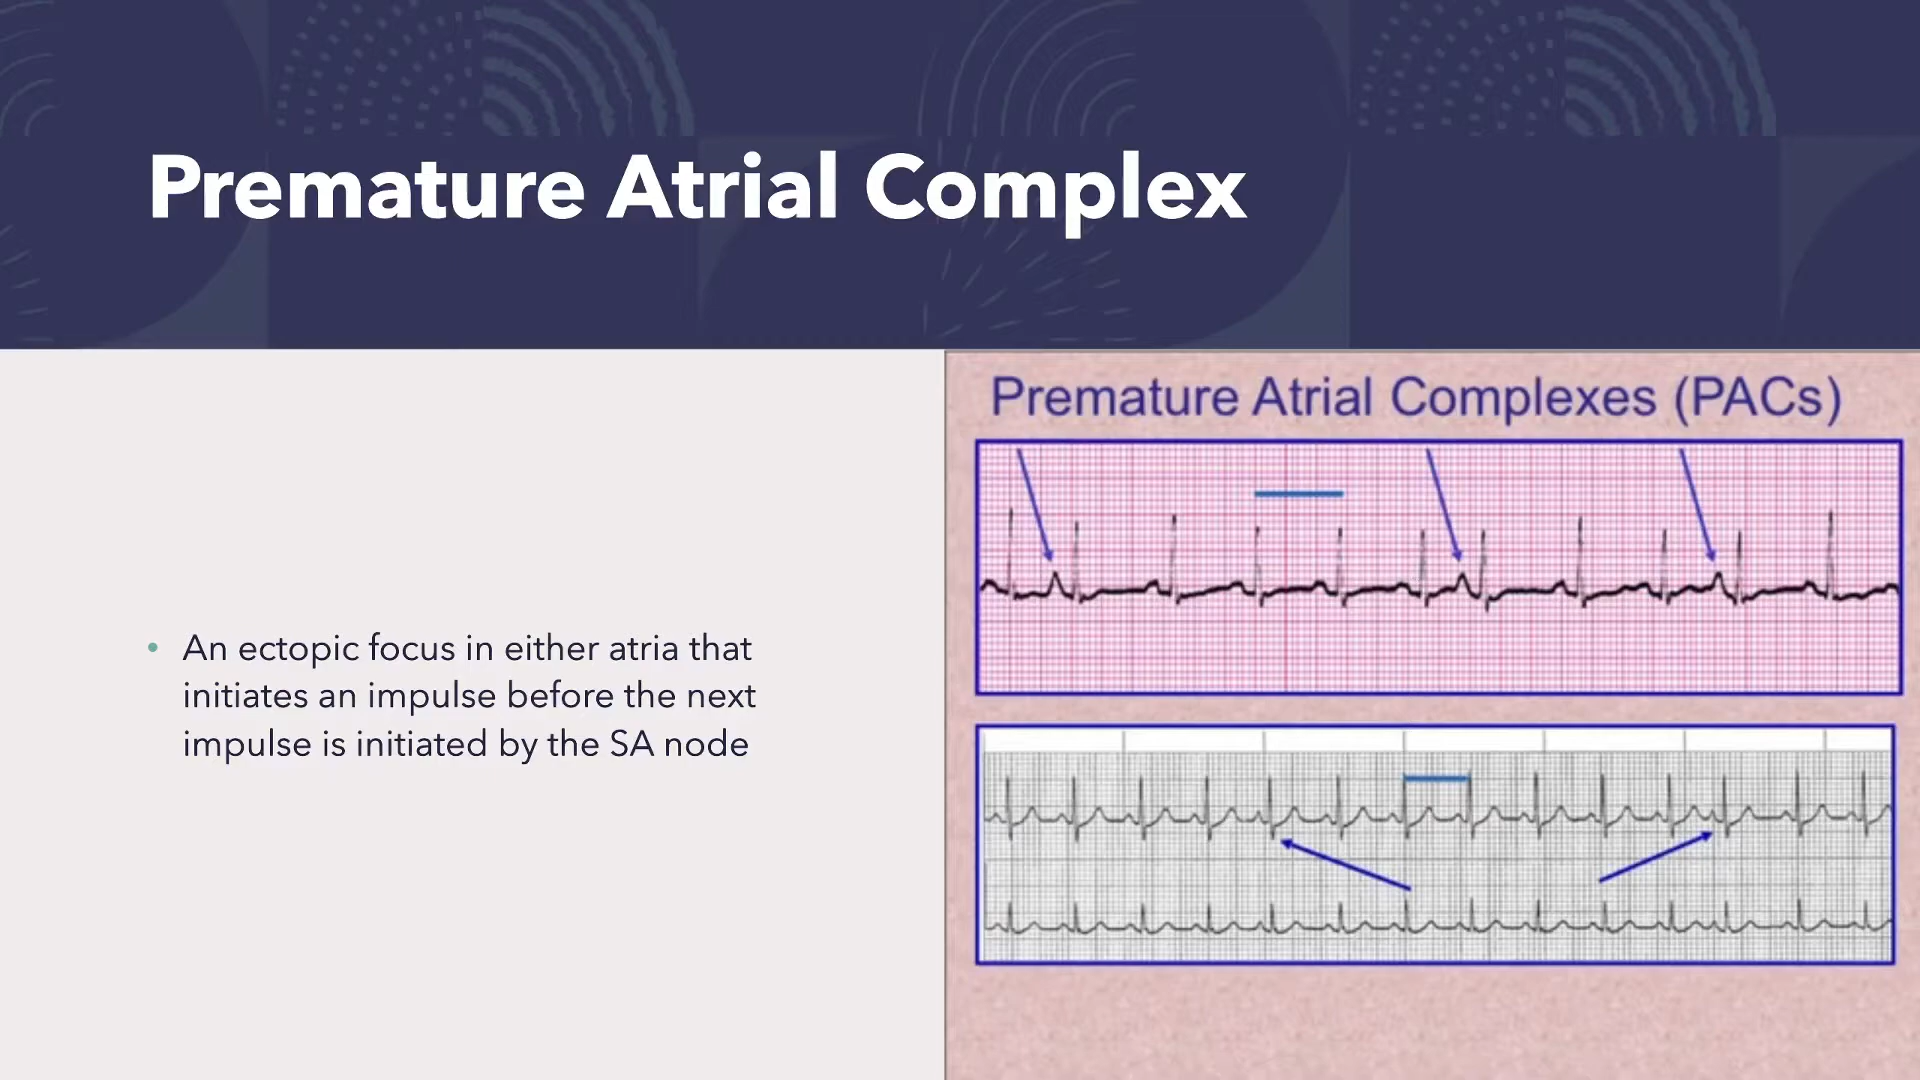 Premature Atrial Complex
• An ectopic focus in either atria that
initiates an impulse before the next
impulse is initiated by the SA node
Premature Atrial Complexes (PACs)